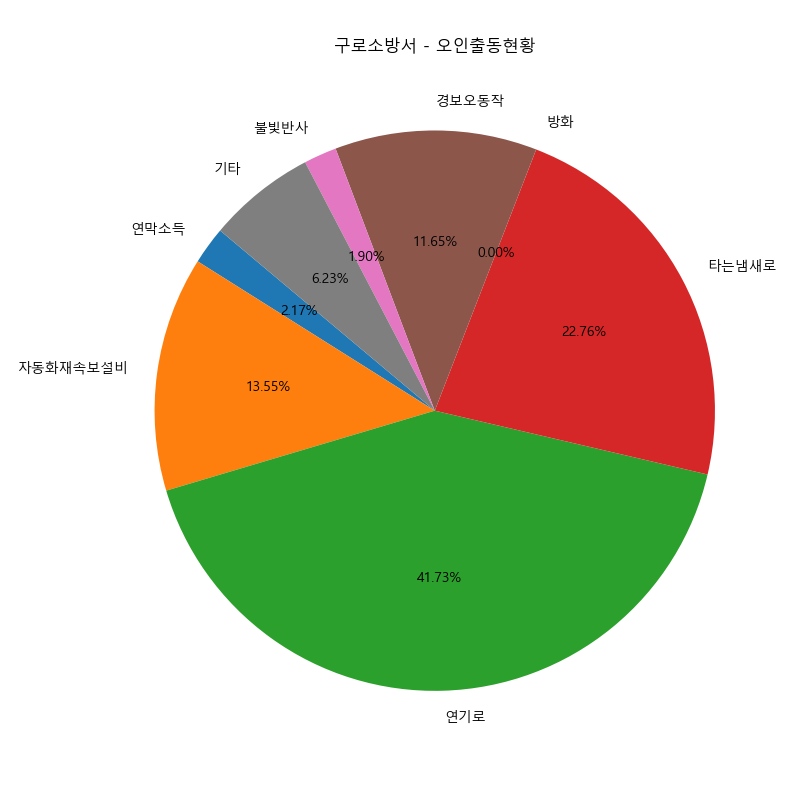 구로소방서 - 오인출동현황
경보오동작
방화
불빛반사
기타
연막소득
타는냄새로
자동화재속보설비
연기로
11.65%
0.00%
1.90%
6.23%
2.17%
22.76%
13.55%
41.73%